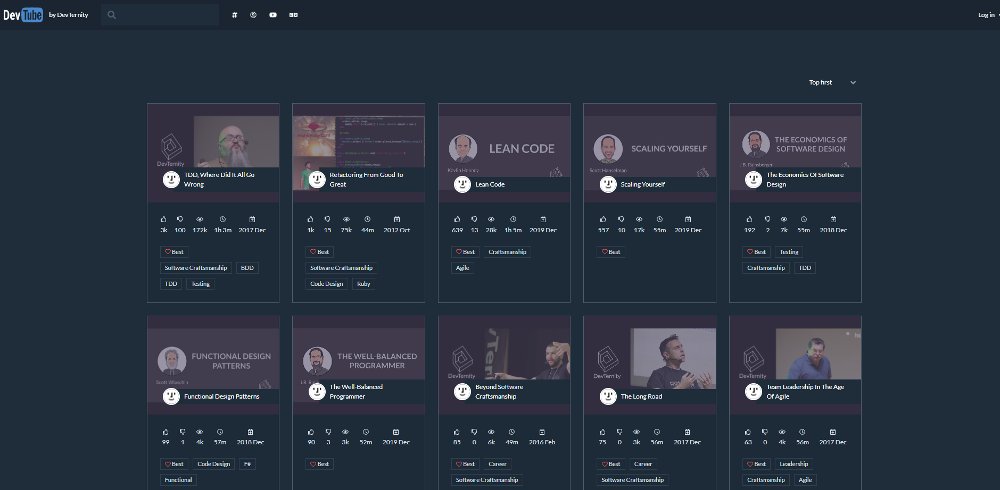 DevTube by DevTernity
#
Log in
Top first
DevTernity
TDD, Where Did It All Go
Wrong
3k 100 172k 1h 3m 2017 Dec
Best
Software Craftsmanship BDD
TDD Testing
Aloha Ruby Conf
Refactoring From Good To
Great
1k 15 75k 44m 2012 Oct
Best
Software Craftsmanship
Code Design Ruby
LEAN CODE
Kevlin Henney
Lean Code
639 13 28k 1h 5m 2019 Dec
Best Craftsmanship
Agile
SCALING YOURSELF
Scott Hanselman
Scaling Yourself
557 10 17k 55m 2019 Dec
Best
THE ECONOMICS OF
SOFTWARE DESIGN
J.B. Rainsberger
The Economics Of Software
Design
192 2 7k 55m 2018 Dec
Best Testing
Craftsmanship TDD
FUNCTIONAL DESIGN
PATTERNS
Scott Wlaschin
Functional Design Patterns
99 1 4k 57m 2018 Dec
Best Code Design F#
Functional
THE WELL-BALANCED
PROGRAMMER
J.B. Rain
The Well-Balanced
Programmer
90 3 3k 52m 2019 Dec
Best
DevTernity
Beyond Software
Craftsmanship
85 0 6k 49m 2016 Feb
Best Career
Software Craftsmanship
DevTernity
The Long Road
75 0 3k 56m 2017 Dec
Best Career
Software Craftsmanship
DevTernity
Team Leadership In The Age
Of Agile
63 0 4k 56m 2017 Dec
Best Leadership
Craftsmanship Agile